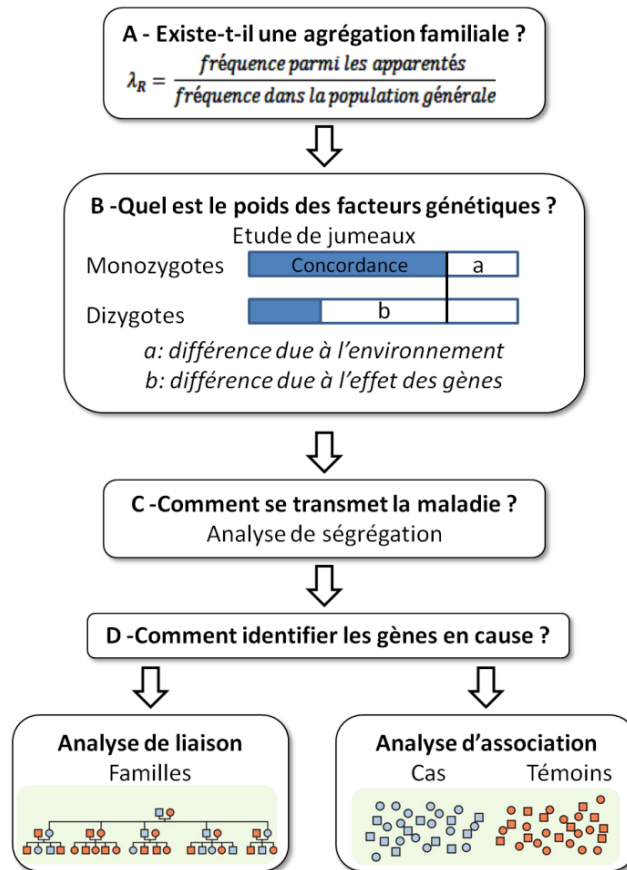 A - Existe-t-il une agrégation familiale ?
λR = fréquence parmi les apparentés / fréquence dans la population générale
B -Quel est le poids des facteurs génétiques ?
Etude de jumeaux
Monozygotes Concordance a
Dizygotes b
a: différence due à l'environnement
b: différence due à l'effet des gènes
C -Comment se transmet la maladie ?
Analyse de ségrégation
D -Comment identifier les gènes en cause ?
Analyse de liaison
Familles
Analyse d'association
Cas Témoins